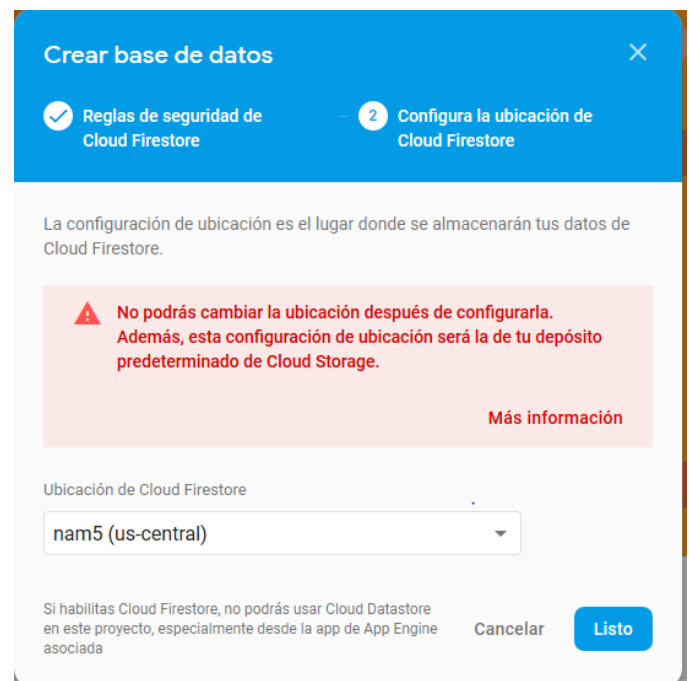 Crear base de datos
Reglas de seguridad de
Cloud Firestore
2
Configura la ubicación de
Cloud Firestore
La configuración de ubicación es el lugar donde se almacenarán tus datos de
Cloud Firestore.
No podrás cambiar la ubicación después de configurarla.
Además, esta configuración de ubicación será la de tu depósito
predeterminado de Cloud Storage.
Más información
Ubicación de Cloud Firestore
nam5 (us-central)
Si habilitas Cloud Firestore, no podrás usar Cloud Datastore
en este proyecto, especialmente desde la app de App Engine
asociada
Cancelar
Listo